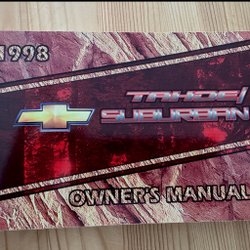 1998
TAHOE/
SUBURBAN
OWNER'S MANUAL